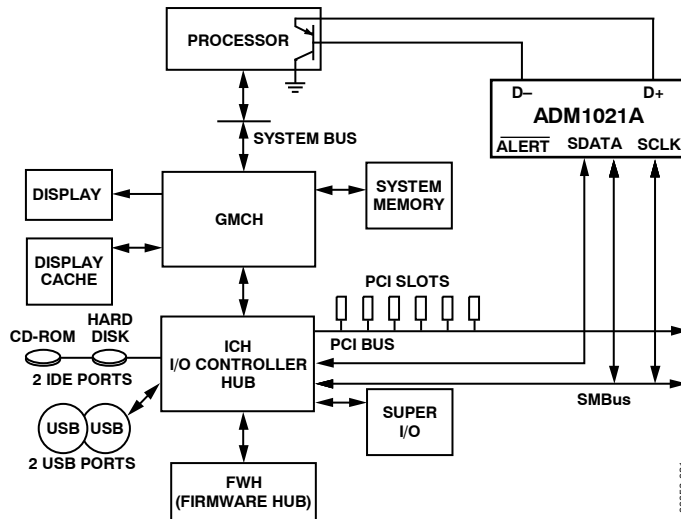 PROCESSOR
D– D+
ADM1021A
ALERT SDATA SCLK
SYSTEM BUS
DISPLAY
GMCH
SYSTEM
MEMORY
DISPLAY
CACHE
PCI SLOTS
HARD
DISK
CD-ROM
ICH
I/O CONTROLLER
HUB
PCI BUS
2 IDE PORTS
SMBus
USB USB
SUPER
I/O
2 USB PORTS
FWH
(FIRMWARE HUB)